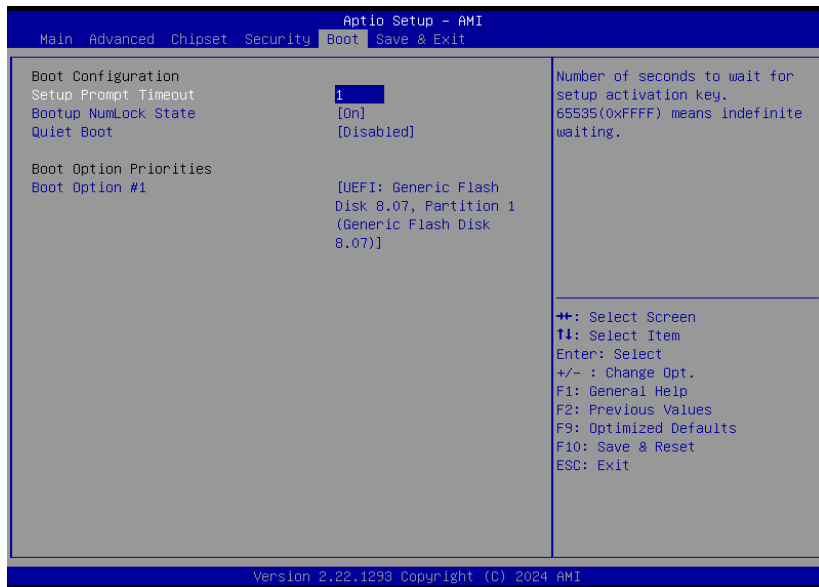 Aptio Setup – AMI
Main Advanced Chipset Security Boot Save & Exit
Boot Configuration
Setup Prompt Timeout 1
Bootup NumLock State [On]
Quiet Boot [Disabled]
Boot Option Priorities
Boot Option #1 [UEFI: Generic Flash
Disk 8.07, Partition 1
(Generic Flash Disk
8.07)]
Number of seconds to wait for
setup activation key.
65535(0xFFFF) means indefinite
waiting.
→←: Select Screen
↑↓: Select Item
Enter: Select
+/- : Change Opt.
F1: General Help
F2: Previous Values
F9: Optimized Defaults
F10: Save & Reset
ESC: Exit
Version 2.22.1293 Copyright (C) 2024 AMI